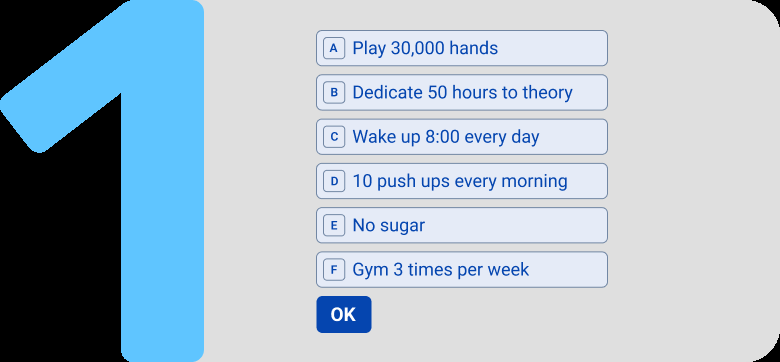 1
A Play 30,000 hands
B Dedicate 50 hours to theory
C Wake up 8:00 every day
D 10 push ups every morning
E No sugar
F Gym 3 times per week
OK